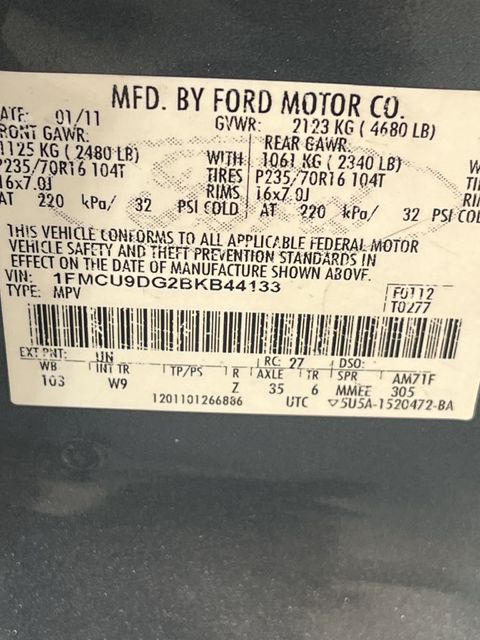 MFD. BY FORD MOTOR CO.
DATE: 01/11 GVWR: 2123 KG ( 4680 LB)
FRONT GAWR: REAR GAWR:
1125 KG ( 2480 LB) WITH 1061 KG ( 2340 LB) W
P235/70R16 104T TIRES P235/70R16 104T TIRE
16x7.0J RIMS 16x7.0J RIMS
AT 220 kPa/ 32 PSI COLD AT 220 kPa/ 32 PSI COLD
THIS VEHICLE CONFORMS TO ALL APPLICABLE FEDERAL MOTOR
VEHICLE SAFETY AND THEFT PREVENTION STANDARDS IN
EFFECT ON THE DATE OF MANUFACTURE SHOWN ABOVE.
VIN: 1FMCU9DG2BKB44133 F0112
TYPE: MPV T0277
EXT PNT: UN RC: 27 DSO:
WB INT TR TP/PS R AXLE TR SPR AM71F
103 W9 Z 35 6 MMEE 305
1201101266886 UTC ▽5U5A-1520472-BA